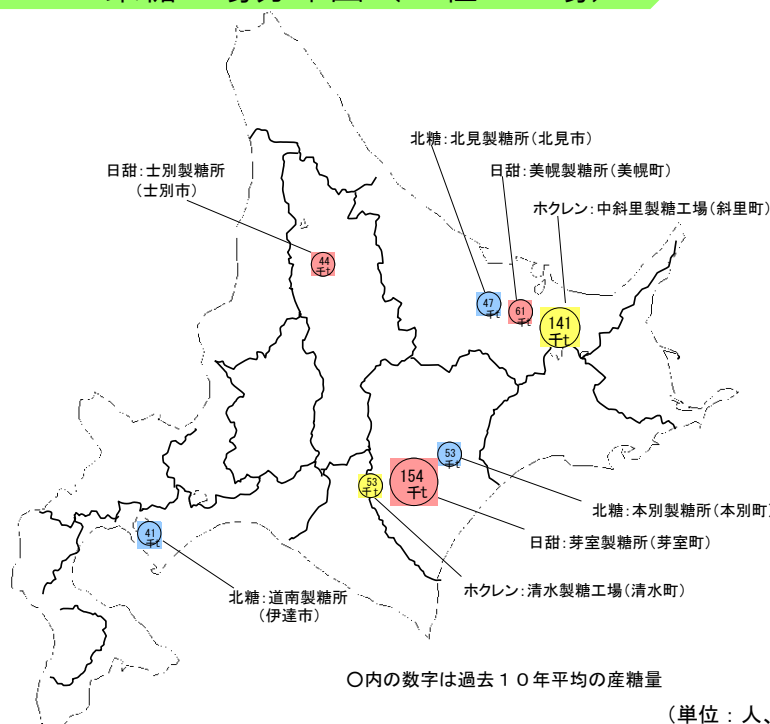 北糖:北見製糖所(北見市)
日甜:士別製糖所
(士別市)
日甜:美幌製糖所(美幌町)
ホクレン:中斜里製糖工場(斜里町)
44
千t
47
千t
61
千t
141
千t
53
千t
154
千t
53
千t
北糖:本別製糖所(本別町)
41
千t
日甜:芽室製糖所(芽室町)
ホクレン:清水製糖工場(清水町)
北糖:道南製糖所
(伊達市)
○内の数字は過去10年平均の産糖量
(単位:人、